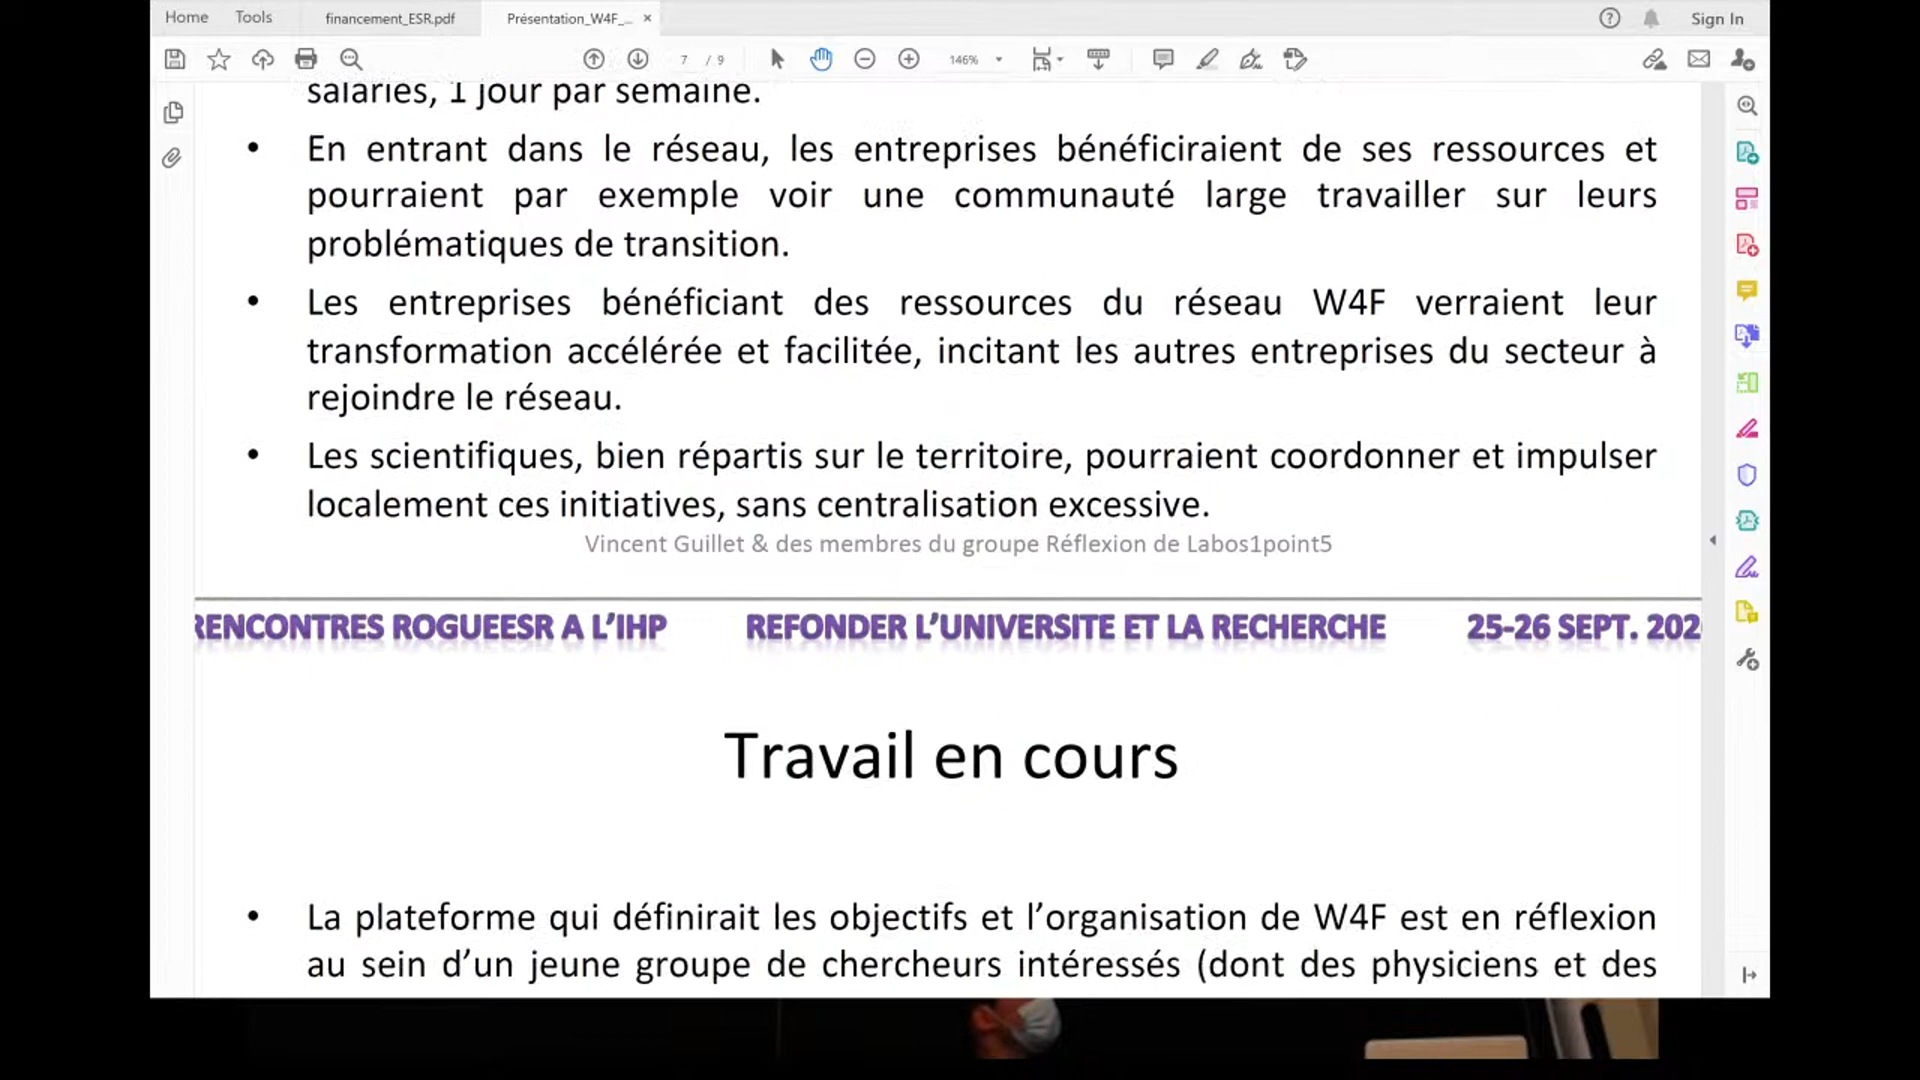 Home Tools financement_ESR.pdf Présentation_W4F_... ×
Sign In
7 / 9 146%
salariés, 1 jour par semaine.
• En entrant dans le réseau, les entreprises bénéficiraient de ses ressources et
pourraient par exemple voir une communauté large travailler sur leurs
problématiques de transition.
• Les entreprises bénéficiant des ressources du réseau W4F verraient leur
transformation accélérée et facilitée, incitant les autres entreprises du secteur à
rejoindre le réseau.
• Les scientifiques, bien répartis sur le territoire, pourraient coordonner et impulser
localement ces initiatives, sans centralisation excessive.
Vincent Guillet & des membres du groupe Réflexion de Labos1point5
RENCONTRES ROGUEESR A L’IHP REFONDER L’UNIVERSITE ET LA RECHERCHE 25-26 SEPT. 202
Travail en cours
• La plateforme qui définirait les objectifs et l’organisation de W4F est en réflexion
au sein d’un jeune groupe de chercheurs intéressés (dont des physiciens et des